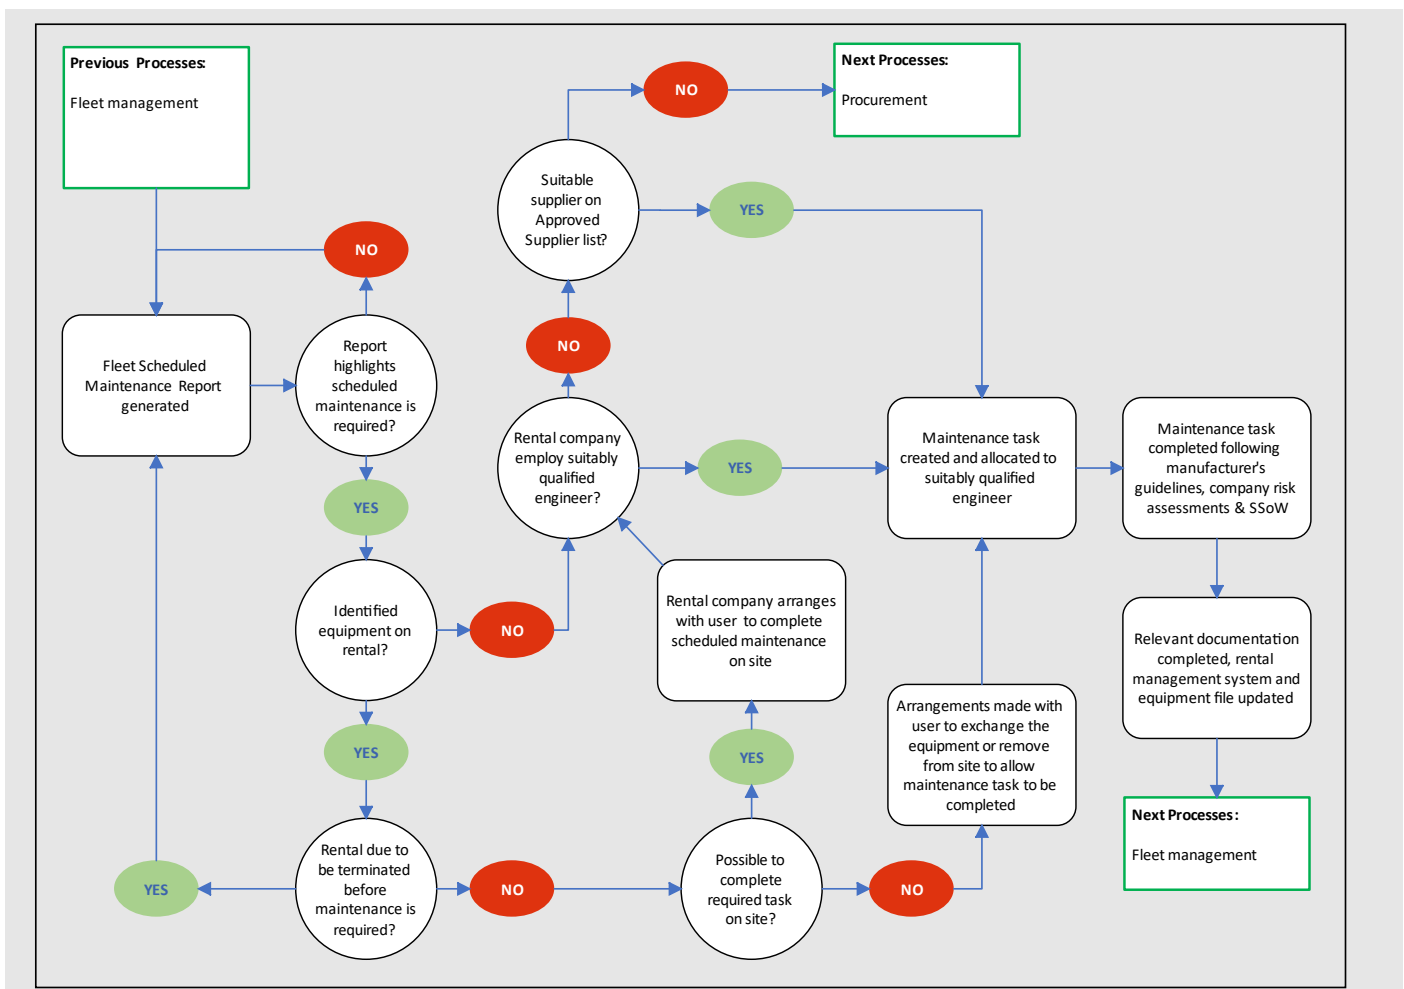 Previous Processes:
Fleet management
NO
Next Processes:
Procurement
Suitable
supplier on
Approved
Supplier list?
YES
NO
Fleet Scheduled
Maintenance Report
generated
Report
highlights
scheduled
maintenance is
required?
NO
YES
Rental company
employ suitably
qualified
engineer?
YES
Maintenance task
created and allocated to
suitably qualified
engineer
Maintenance task
completed following
manufacturer's
guidelines, company risk
assessments & SSoW
Identified
equipment on
rental?
NO
Rental company arranges
with user to complete
scheduled maintenance
on site
Relevant documentation
completed, rental
management system and
equipment file updated
YES
YES
Arrangements made with
user to exchange the
equipment or remove
from site to allow
maintenance task to be
completed
YES
Rental due to
be terminated
before
maintenance is
required?
NO
Possible to
complete
required task
on site?
NO
Next Processes:
Fleet management